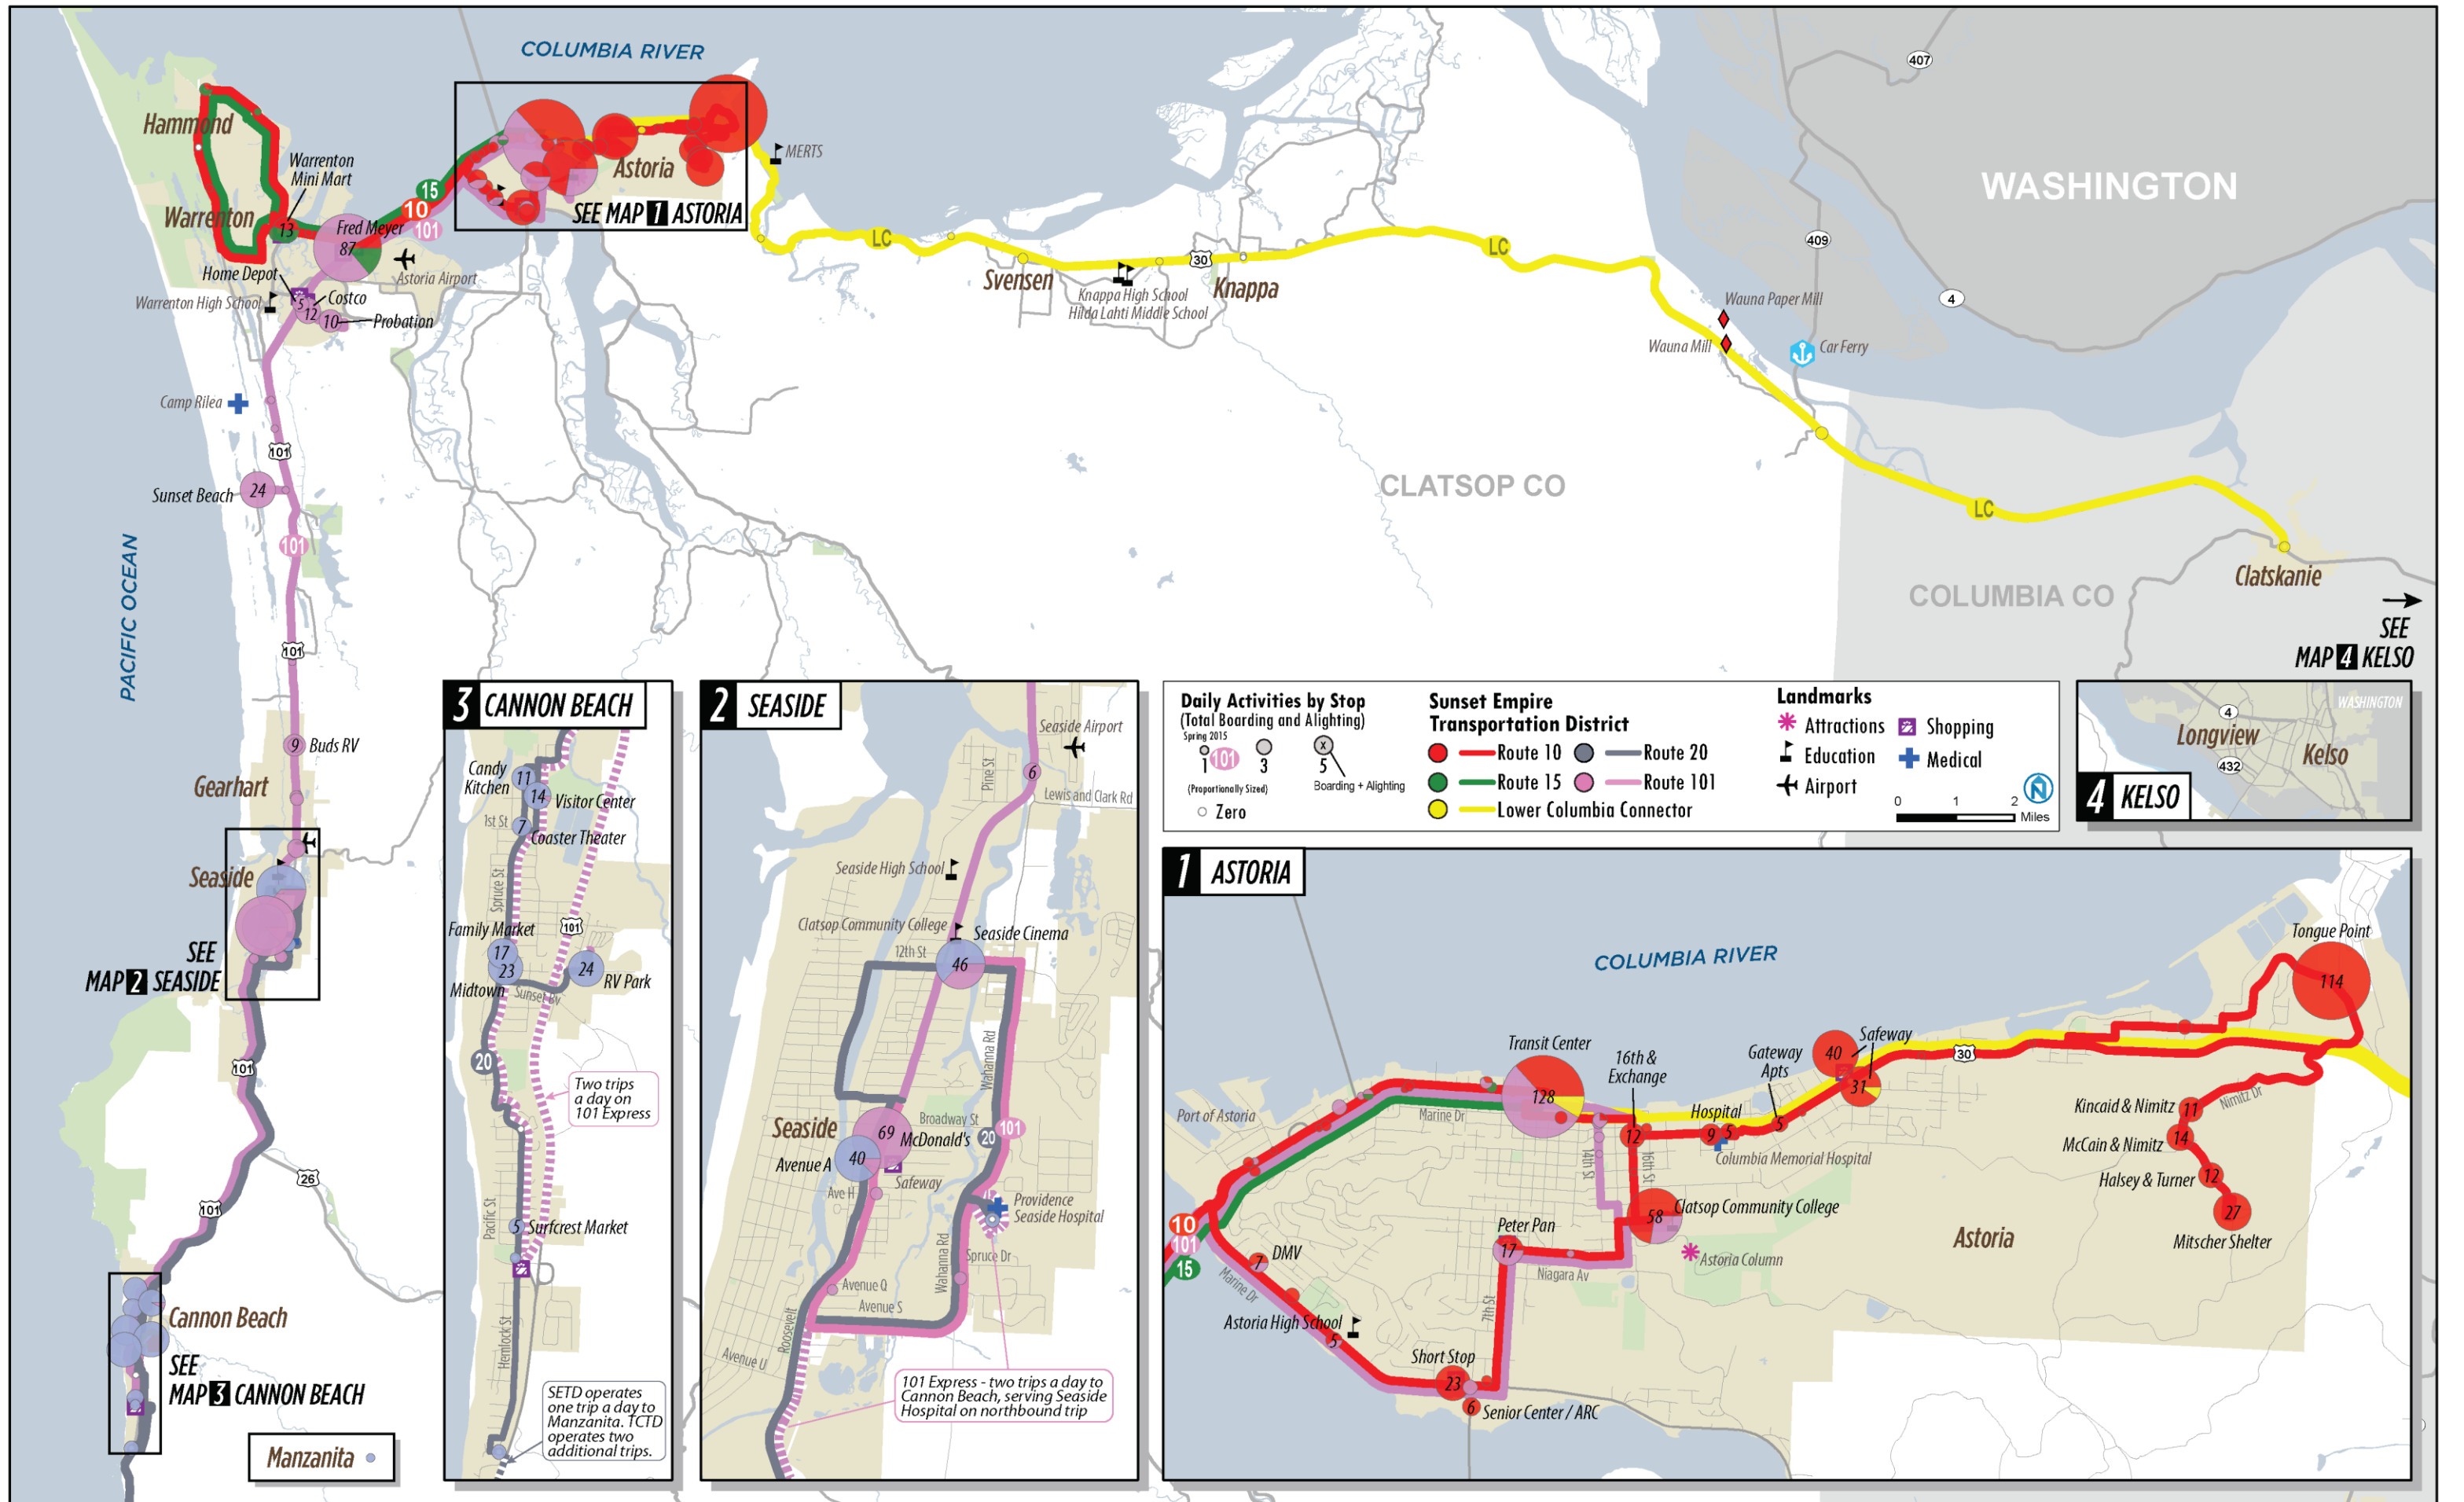 COLUMBIA RIVER
407
Hammond
Warrenton
Mini Mart
MERTS
15
Astoria
WASHINGTON
10
SEE MAP 1 ASTORIA
Warrenton
13
Fred Meyer
87
101
LC
LC
409
Home Depot
Astoria Airport
30
Svensen
Knappa High School
Hilda Lahti Middle School
Knappa
Warrenton High School
5
Costco
12
10
Probation
Wauna Paper Mill
4
Wauna Mill
Car Ferry
Camp Rilea
101
Sunset Beach
24
CLATSOP CO
LC
101
PACIFIC OCEAN
Clatskanie
COLUMBIA CO
SEE
MAP 4 KELSO
101
9
Buds RV
Gearhart
Seaside
SEE
MAP 2 SEASIDE
101
26
101
Cannon Beach
SEE
MAP 3 CANNON BEACH
Manzanita
3 CANNON BEACH
Candy
Kitchen
11
14
Visitor Center
1st St
7
Coaster Theater
Spruce St
Family Market
101
17
23
24
RV Park
Midtown
Sunset Bv
20
Two trips
a day on
101 Express
Pacific St
5
Surfcrest Market
Hemlock St
SETD operates
one trip a day to
Manzanita. TCTD
operates two
additional trips.
2 SEASIDE
Seaside Airport
Pine St
6
Lewis and Clark Rd
Seaside High School
Clatsop Community College
Seaside Cinema
12th St
46
Wahanna Rd
Broadway St
Seaside
69
McDonald's
20
101
Avenue A
40
Safeway
Ave H
Providence
Seaside Hospital
Wahanna Rd
Spruce Dr
Avenue Q
Avenue S
Roosevelt
Avenue U
101 Express - two trips a day to
Cannon Beach, serving Seaside
Hospital on northbound trip
Daily Activities by Stop
(Total Boarding and Alighting)
Spring 2015
1
101
3
x
5
(Proportionally Sized)
Boarding + Alighting
Zero
Sunset Empire
Transportation District
Route 10
Route 20
Route 15
Route 101
Lower Columbia Connector
Landmarks
Attractions
Shopping
Education
Medical
Airport
N
0 1 2
Miles
WASHINGTON
4
Longview
Kelso
432
4 KELSO
1 ASTORIA
COLUMBIA RIVER
Tongue Point
114
Transit Center
128
16th &
Exchange
Gateway
Apts
40
Safeway
31
30
Port of Astoria
Marine Dr
Hospital
12
9
5
5
Kincaid & Nimitz
11
Nimitz Dr
McCain & Nimitz
14
14th St
16th St
Columbia Memorial Hospital
Halsey & Turner
12
27
Mitscher Shelter
Clatsop Community College
58
Peter Pan
17
10
101
15
DMV
7
Niagara Av
Astoria Column
Astoria
Marine Dr
7th St
Astoria High School
5
Short Stop
23
6
Senior Center / ARC